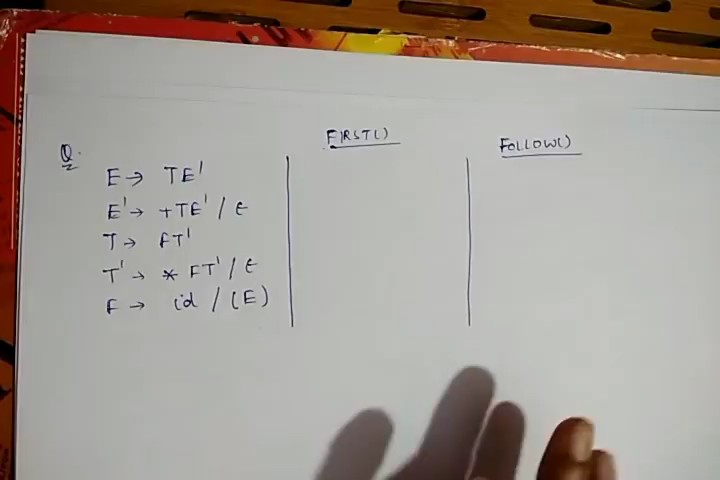 Q.
FIRST()
FOLLOW()
E → TE'
E' → +TE' / ϵ
T → FT'
T' → * FT' / ϵ
F → id / (E)